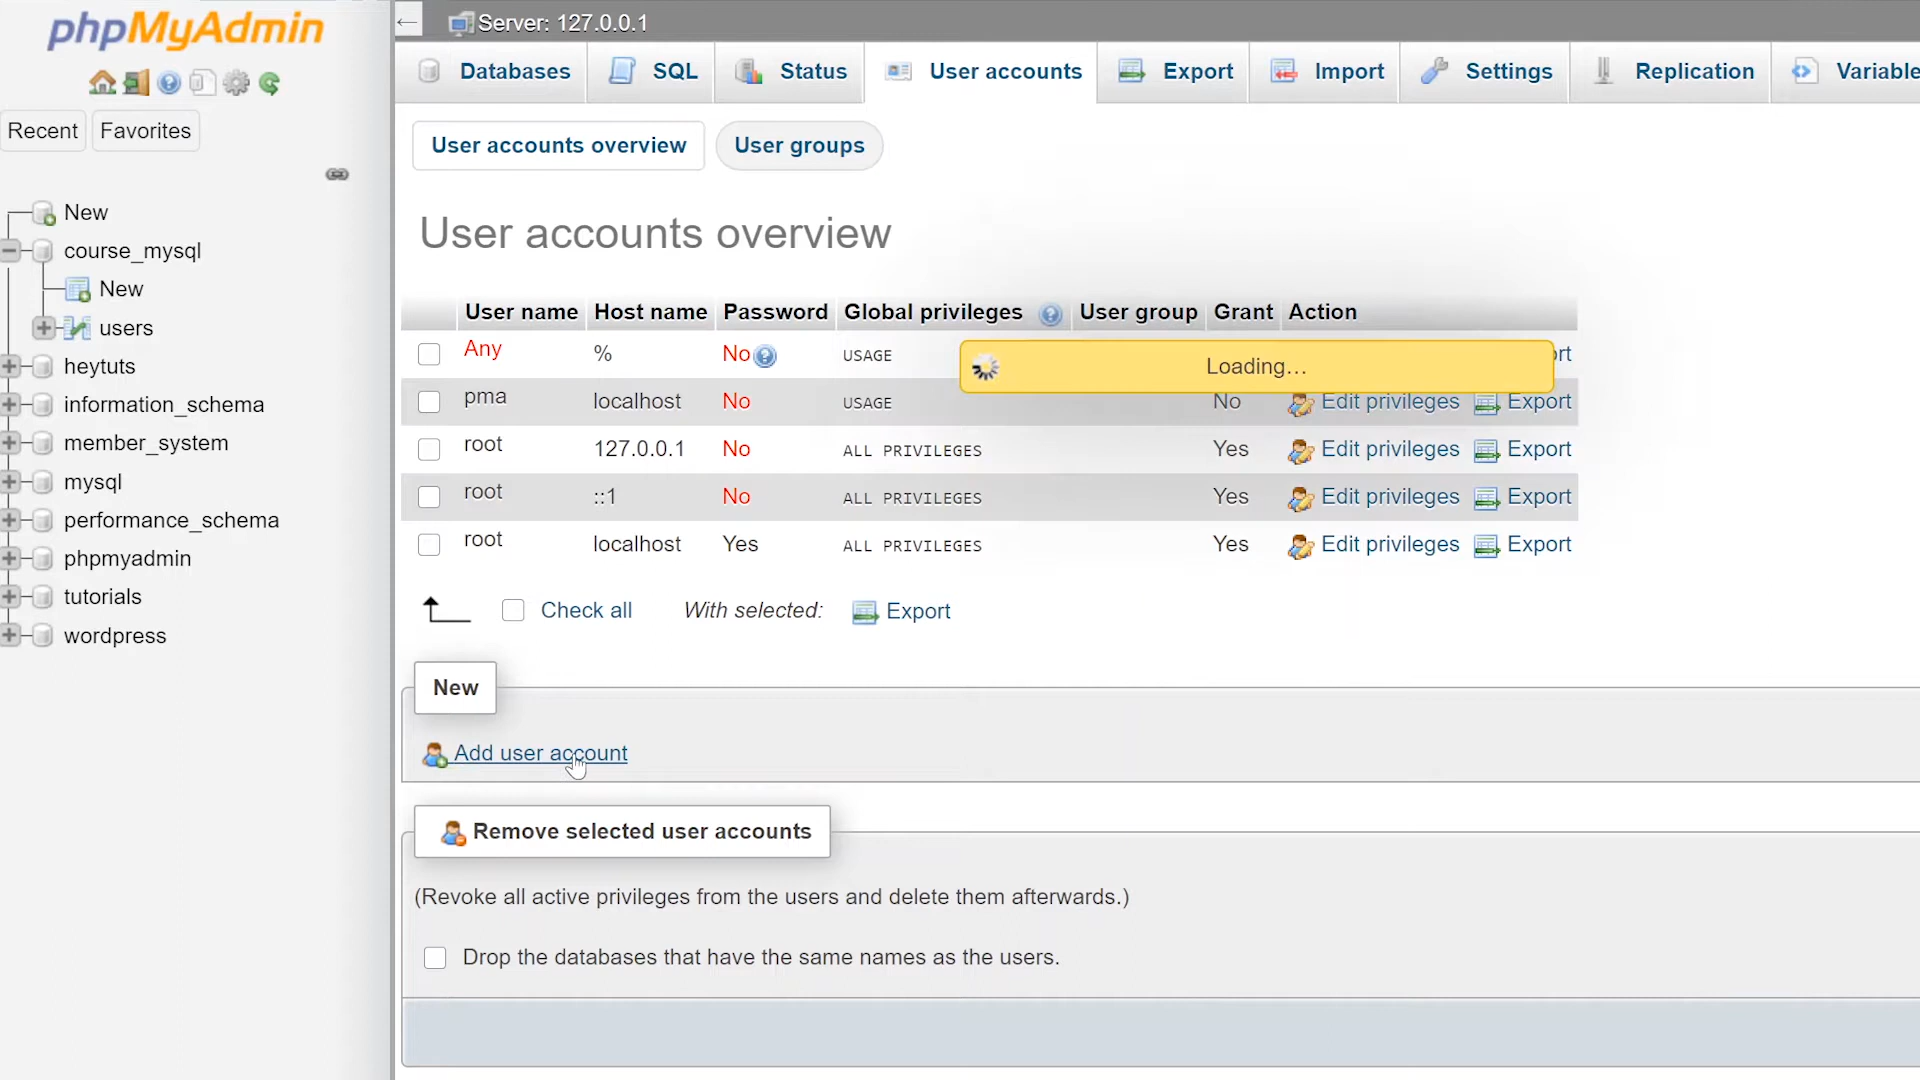 phpMyAdmin
Recent Favorites
New
course_mysql
New
users
heytuts
information_schema
member_system
mysql
performance_schema
phpmyadmin
tutorials
wordpress
Server: 127.0.0.1
Databases SQL Status User accounts Export Import Settings Replication Variable
User accounts overview User groups
User accounts overview
User name Host name Password Global privileges User group Grant Action
Any % No USAGE
Loading...
pma localhost No USAGE No Edit privileges Export
root 127.0.0.1 No ALL PRIVILEGES Yes Edit privileges Export
root ::1 No ALL PRIVILEGES Yes Edit privileges Export
root localhost Yes ALL PRIVILEGES Yes Edit privileges Export
Check all With selected: Export
New
Add user account
Remove selected user accounts
(Revoke all active privileges from the users and delete them afterwards.)
Drop the databases that have the same names as the users.